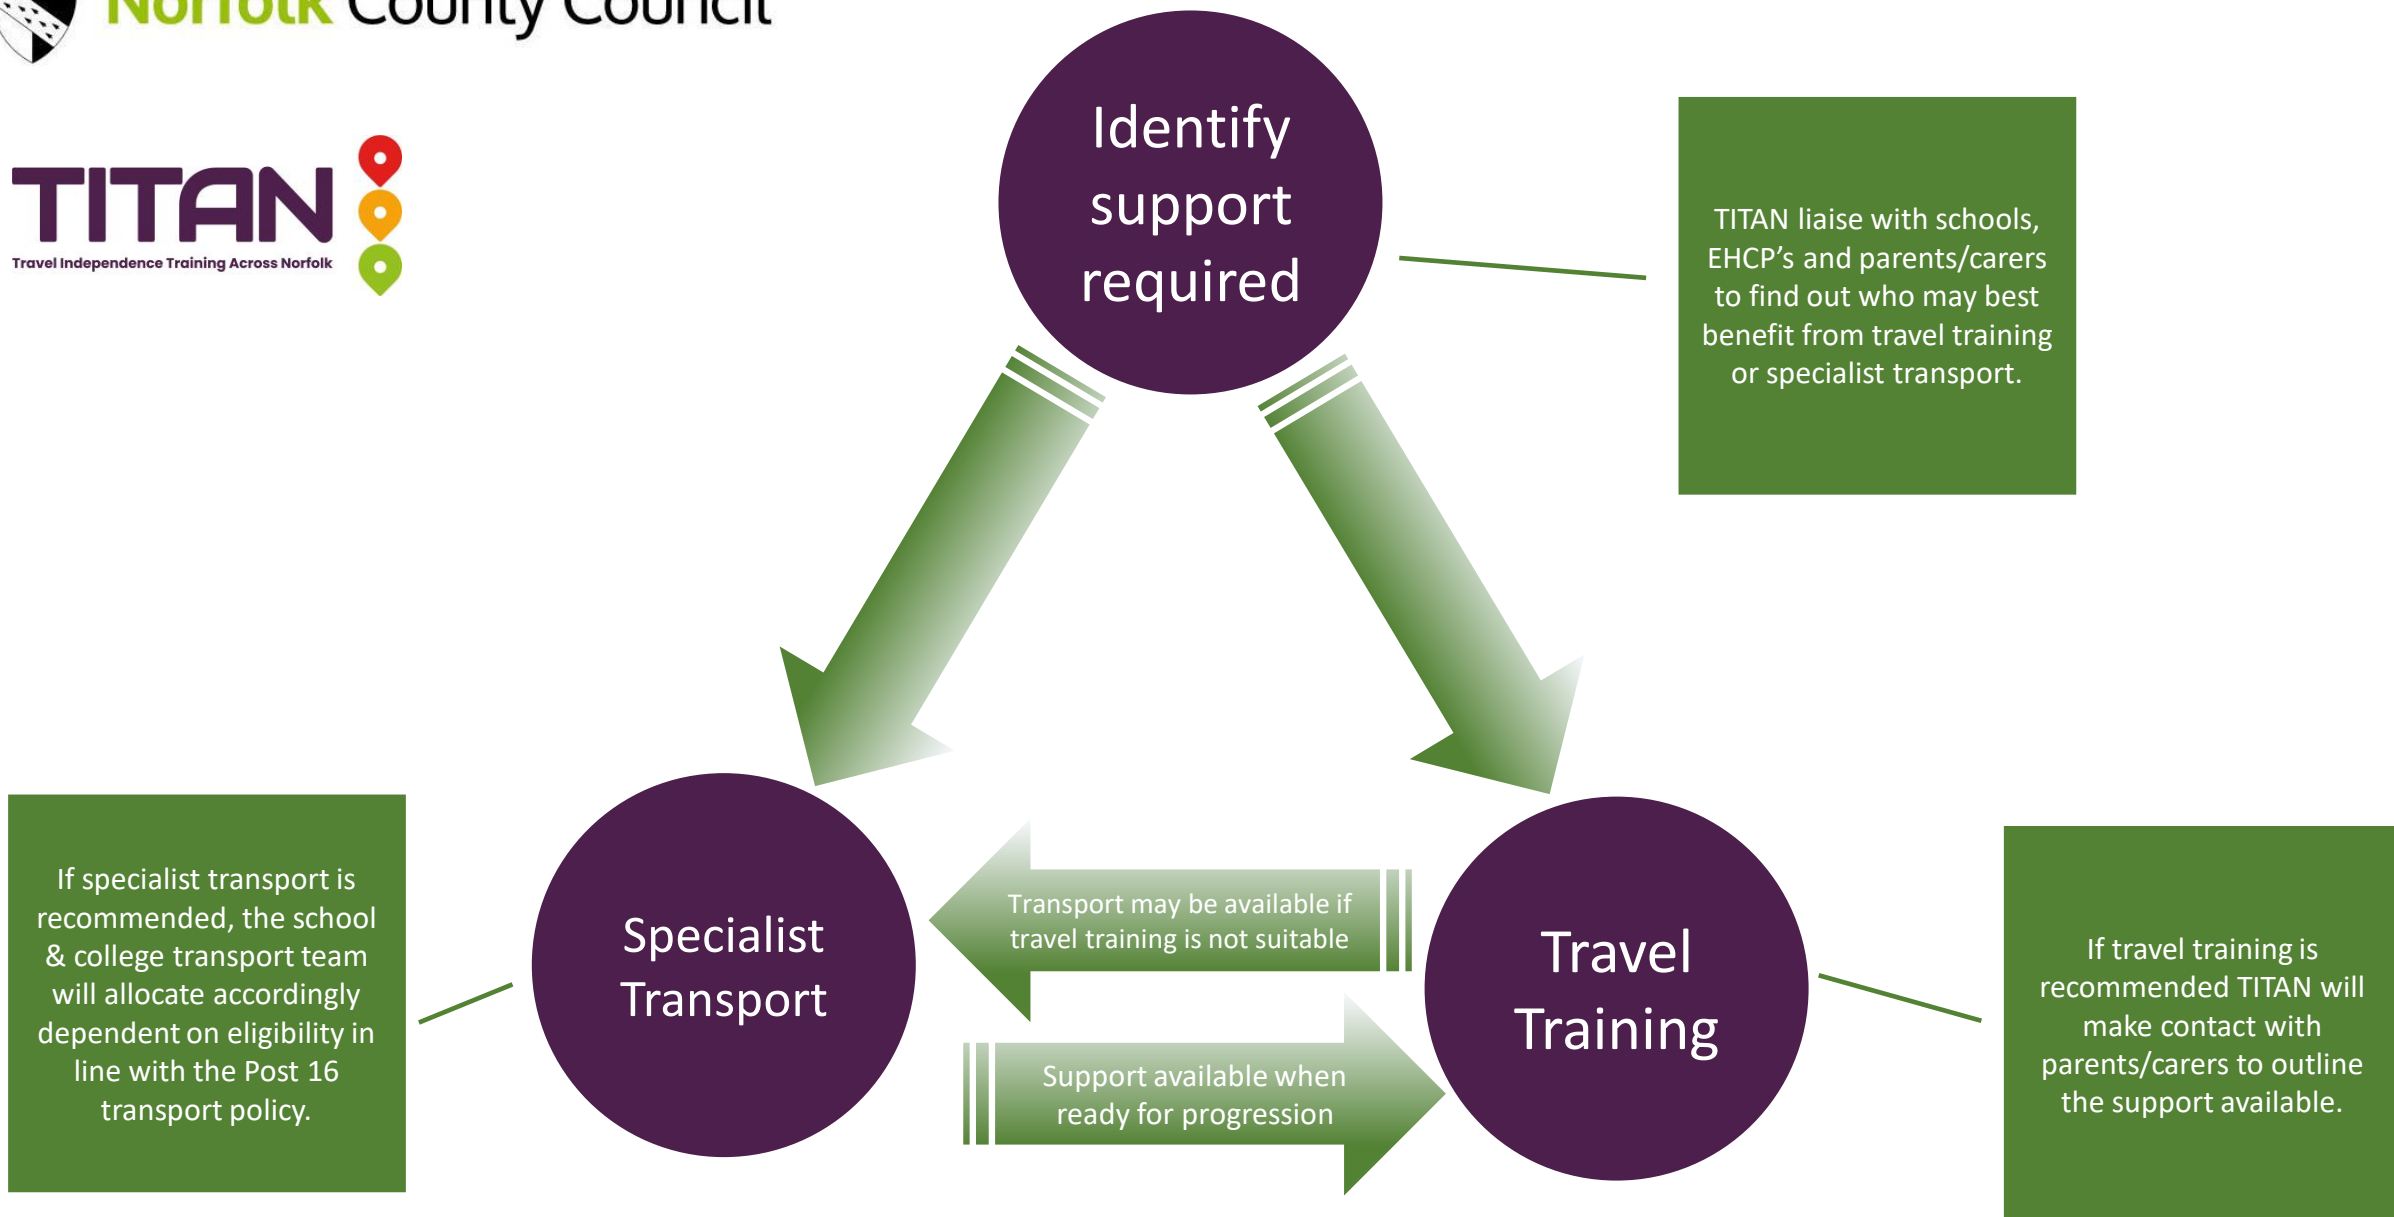 Norfolk County Council
TITAN
Travel Independence Training Across Norfolk
Identify
support
required
TITAN liaise with schools,
EHCP’s and parents/carers
to find out who may best
benefit from travel training
or specialist transport.
If specialist transport is
recommended, the school
& college transport team
will allocate accordingly
dependent on eligibility in
line with the Post 16
transport policy.
Specialist
Transport
Transport may be available if
travel training is not suitable
Support available when
ready for progression
Travel
Training
If travel training is
recommended TITAN will
make contact with
parents/carers to outline
the support available.